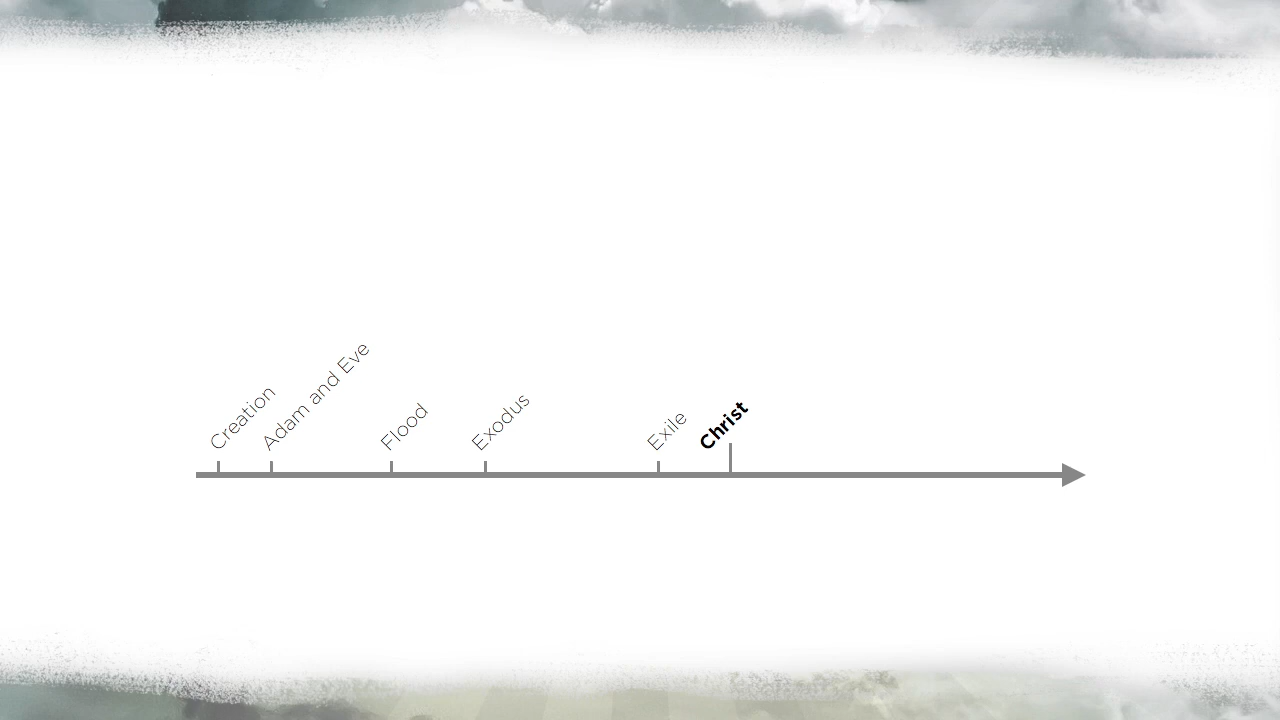 Creation
Adam and Eve
Flood
Exodus
Exile
Christ